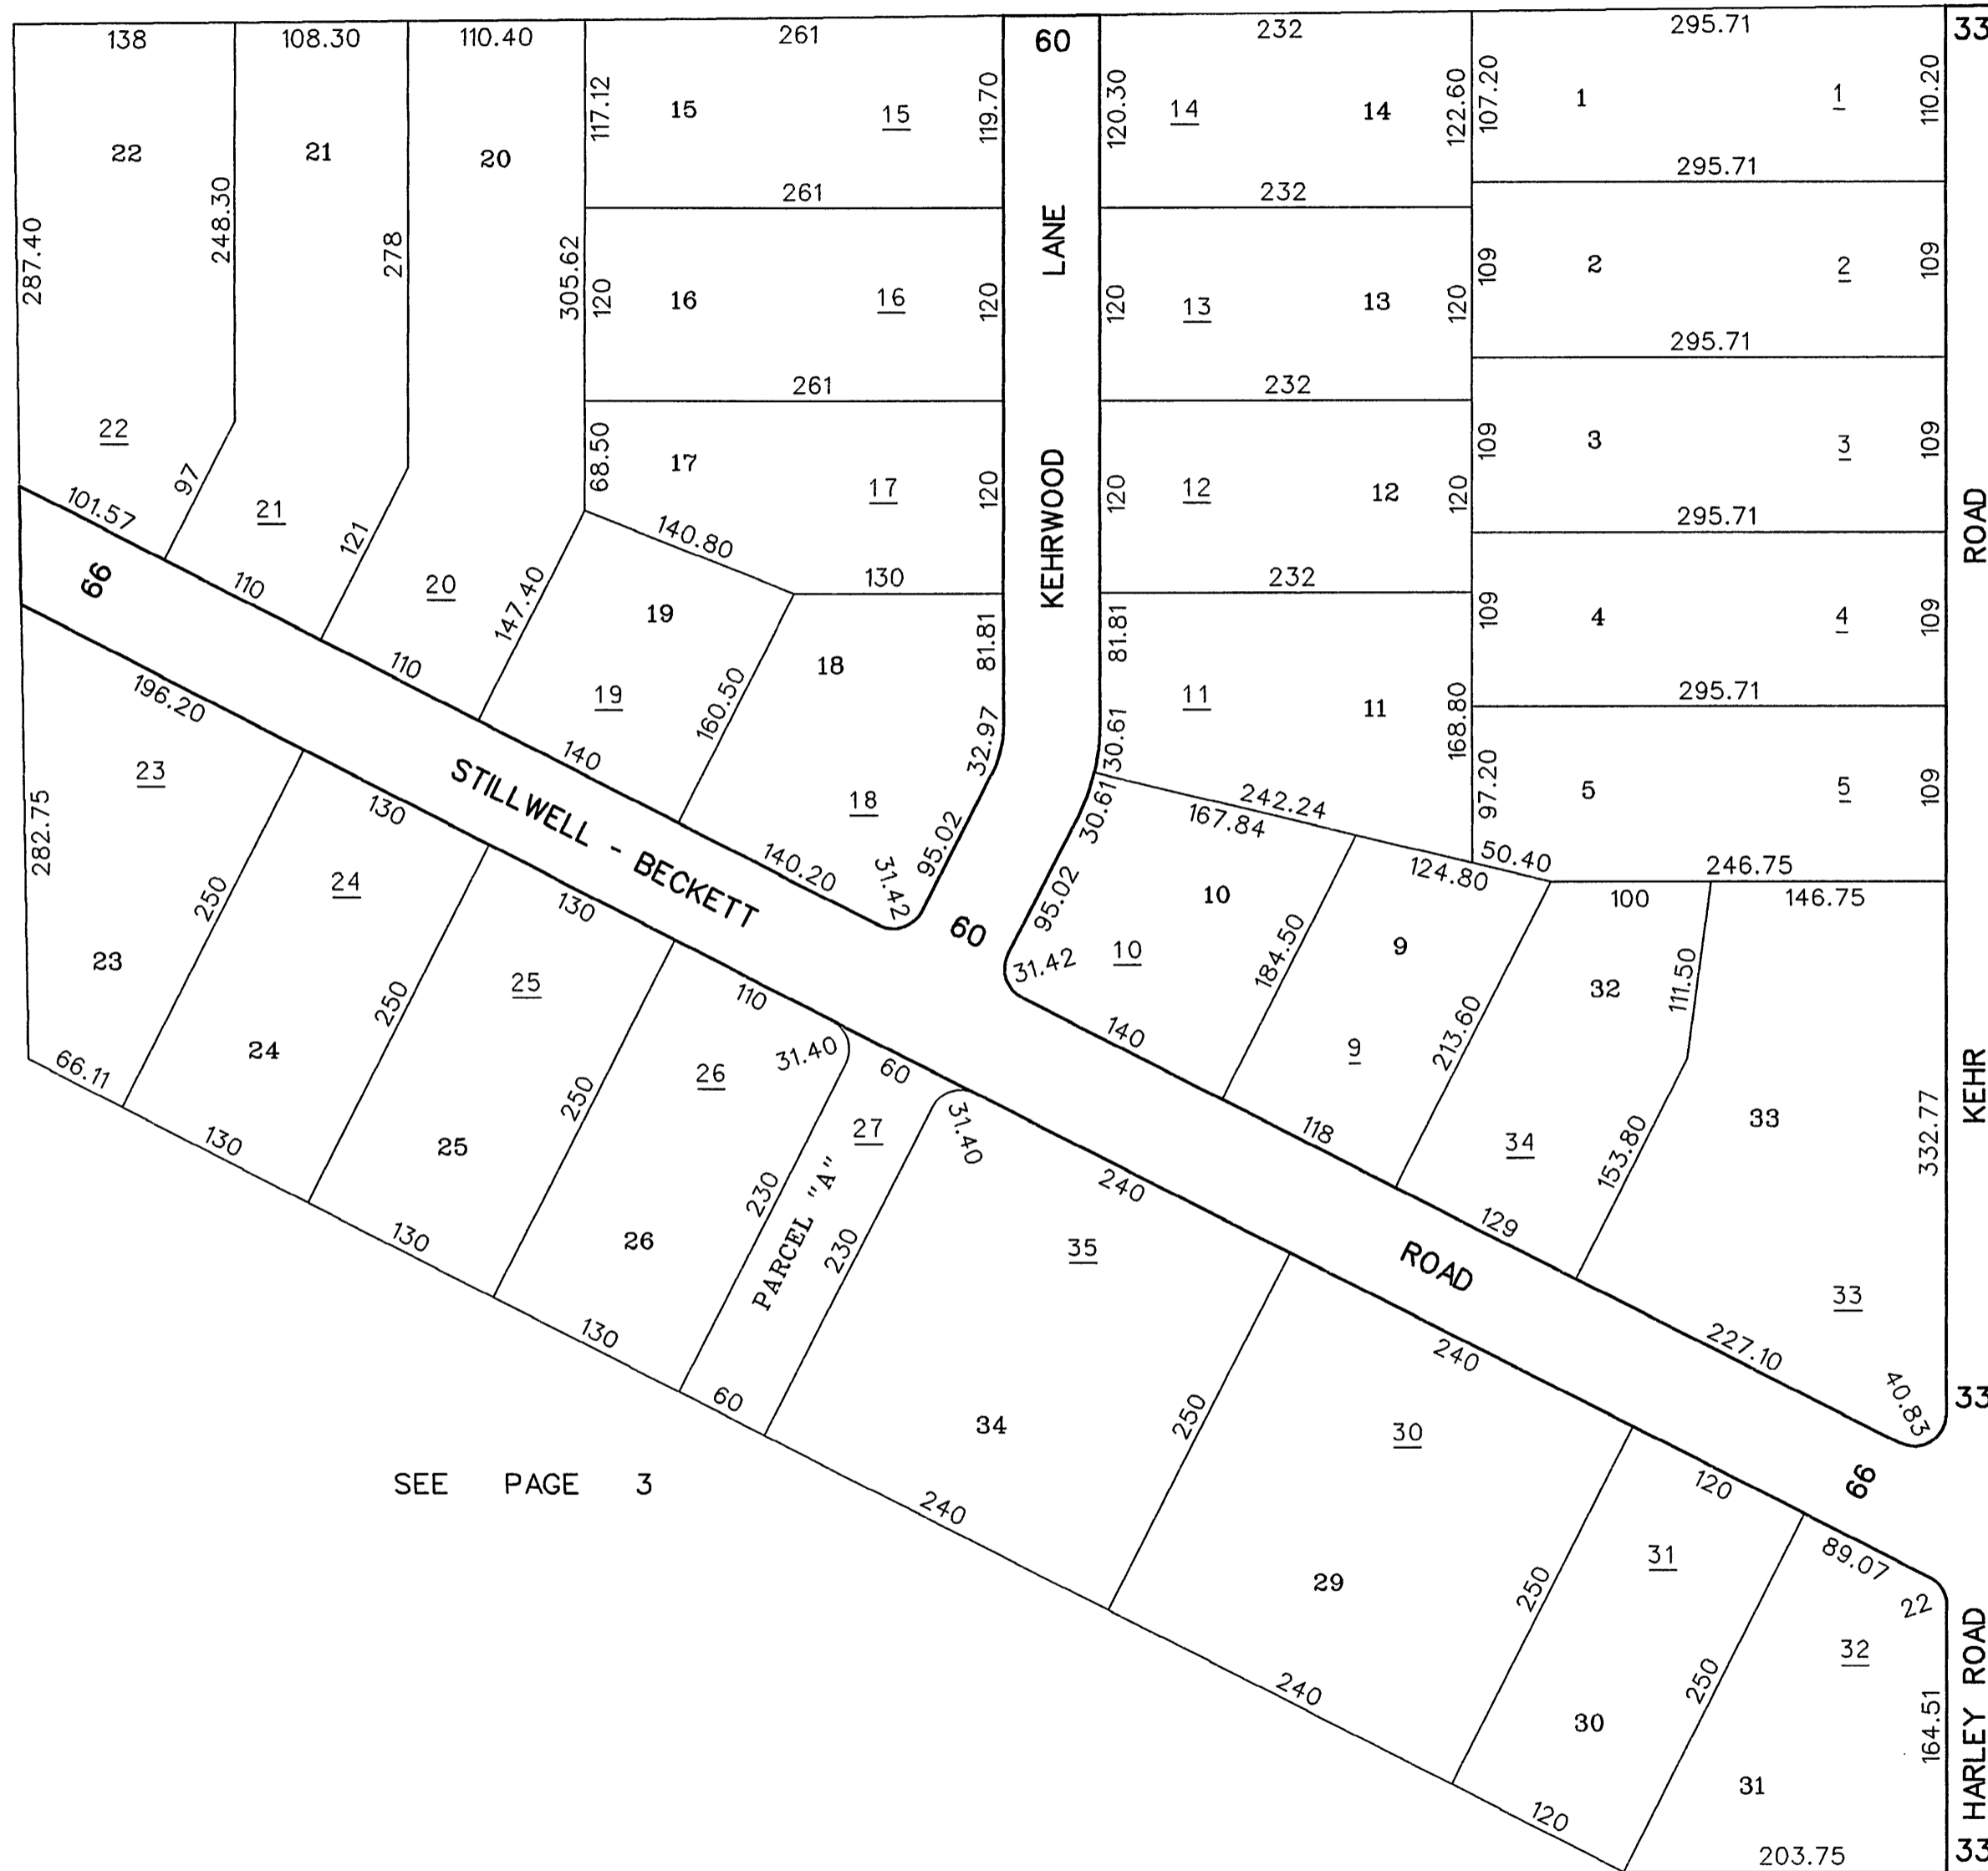 138 108.30 110.40 261 60 232 295.71 33
117.12 15 15 119.70 120.30 14 14 122.60 107.20 1 1 110.20
22 21 20
261 232 295.71
287.40 248.30 278 305.62
120 16 16 120 LANE 120 13 13 120 109 2 2 109
261 232 295.71
22 97 21 121 20
68.50 17 17 120 KEHRWOOD 120 12 12 120 109 3 3 109
101.57 110 110 140 140.20
140.80 130 232 295.71
ROAD
66
147.40 19 19 160.50 18 18 81.81 32.97 95.02 31.42
81.81 11 11 30.61 168.80 109 4 4 109
295.71
97.20 5 5 109
242.24 50.40 246.75
167.84 124.80 100 146.75
30.61 95.02 31.42 10 10 184.50 9 9 213.60 32 34 111.50 153.80 33 33 332.77
KEHR
60
140 118 129 227.10 40.83
STILLWELL - BECKETT
ROAD
196.20 130 130 110 60 240 240 120 89.07
282.75 23 23 250 24 24 250 25 25 250 26 26 31.40 230
27
PARCEL "A"
230 31.40 35 34 250 30 29 250 31 30 250 32 31 22 164.51
66.11 130 130 130 60 240 240 120 203.75
33
66
SEE PAGE 3
HARLEY ROAD
33